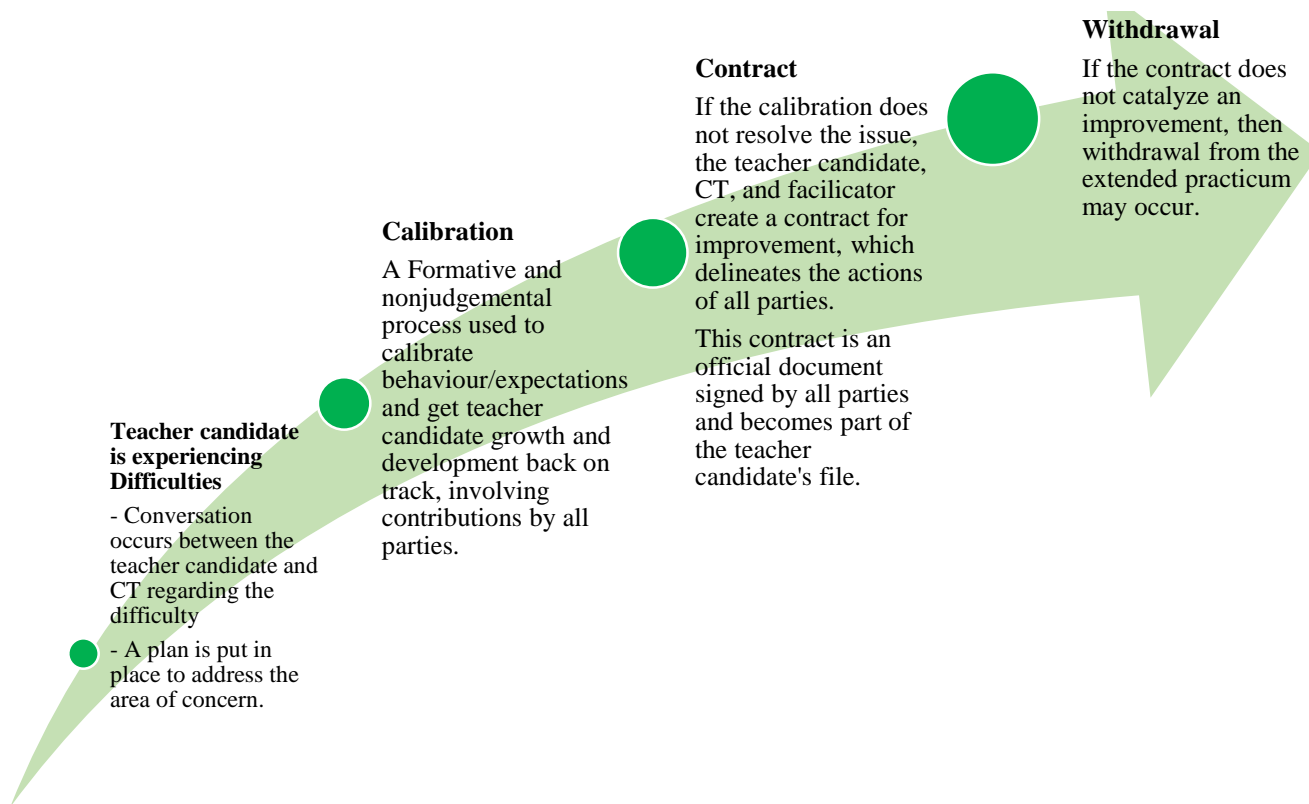 Teacher candidate
is experiencing
Difficulties
- Conversation
occurs between the
teacher candidate and
CT regarding the
difficulty
- A plan is put in
place to address the
area of concern.
Calibration
A Formative and
nonjudgemental
process used to
calibrate
behaviour/expectations
and get teacher
candidate growth and
development back on
track, involving
contributions by all
parties.
Contract
If the calibration does
not resolve the issue,
the teacher candidate,
CT, and facilicator
create a contract for
improvement, which
delineates the actions
of all parties.
This contract is an
official document
signed by all parties
and becomes part of
the teacher
candidate's file.
Withdrawal
If the contract does
not catalyze an
improvement, then
withdrawal from the
extended practicum
may occur.